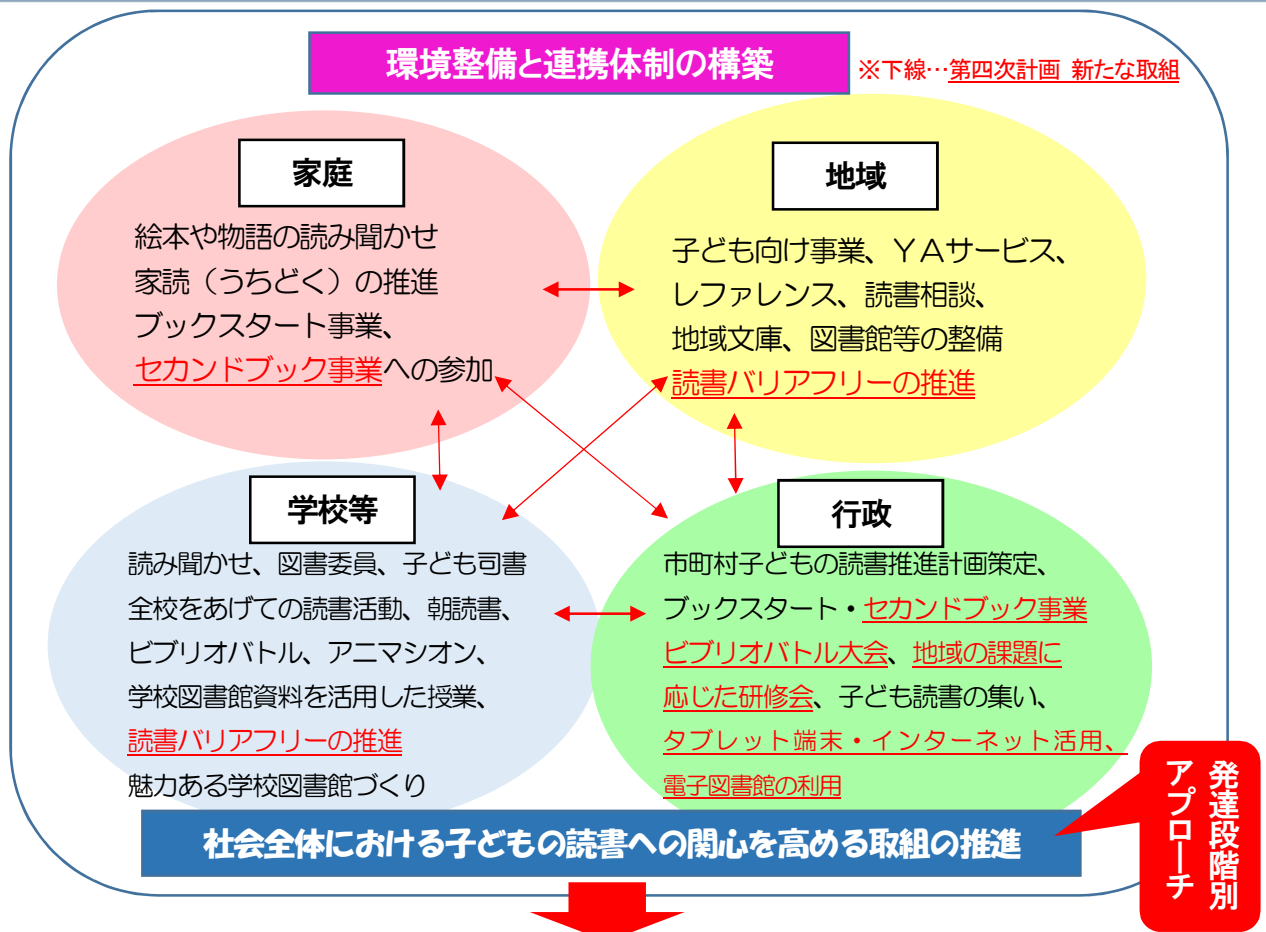 環境整備と連携体制の構築
※下線…第四次計画 新たな取組
家庭
絵本や物語の読み聞かせ
家読（うちどく）の推進
ブックスタート事業、
セカンドブック事業への参加
地域
子ども向け事業、ＹＡサービス、
レファレンス、読書相談、
地域文庫、図書館等の整備
読書バリアフリーの推進
学校等
読み聞かせ、図書委員、子ども司書
全校をあげての読書活動、朝読書、
ビブリオバトル、アニマシオン、
学校図書館資料を活用した授業、
読書バリアフリーの推進
魅力ある学校図書館づくり
行政
市町村子どもの読書推進計画策定、
ブックスタート・セカンドブック事業
ビブリオバトル大会、地域の課題に
応じた研修会、子ども読書の集い、
タブレット端末・インターネット活用、
電子図書館の利用
社会全体における子どもの読書への関心を高める取組の推進
発達段階別
アプローチ